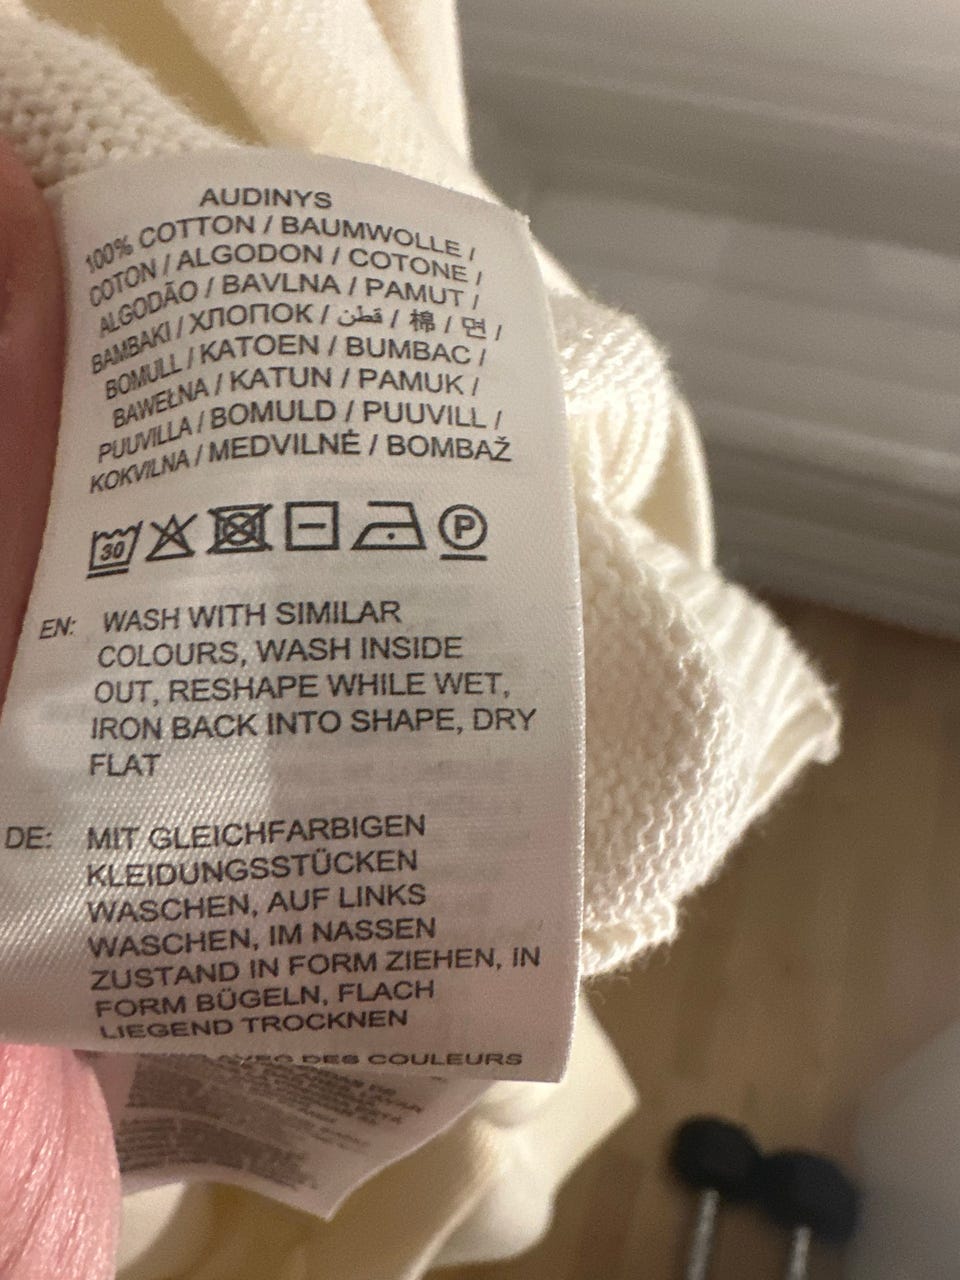 AUDINYS
100% COTTON / BAUMWOLLE /
COTON / ALGODON / COTONE /
ALGODÃO / BAVLNA / PAMUT /
BAMBAKI / ХЛОПОК / قطن / 棉 / 면 /
BOMULL / KATOEN / BUMBAC /
BAWEŁNA / KATUN / PAMUK /
PUUVILLA / BOMULD / PUUVILL /
KOKVILNA / MEDVILNĖ / BOMBAŽ
30 P
EN: WASH WITH SIMILAR
COLOURS, WASH INSIDE
OUT, RESHAPE WHILE WET,
IRON BACK INTO SHAPE, DRY
FLAT
DE: MIT GLEICHFARBIGEN
KLEIDUNGSSTÜCKEN
WASCHEN, AUF LINKS
WASCHEN, IM NASSEN
ZUSTAND IN FORM ZIEHEN, IN
FORM BÜGELN, FLACH
LIEGEND TROCKNEN
AVEC DES COULEURS